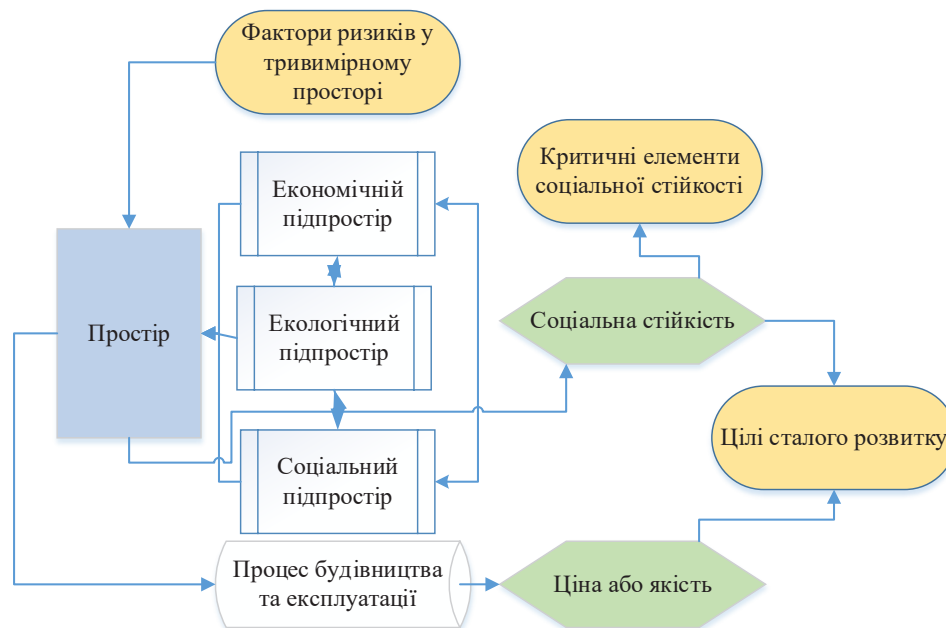 Фактори ризиків у
тривимірному
просторі
Критичні елементи
соціальної стійкості
Економічній
підпростір
Простір
Екологічний
підпростір
Соціальна стійкість
Цілі сталого розвитку
Соціальний
підпростір
Процес будівництва
та експлуатації
Ціна або якість